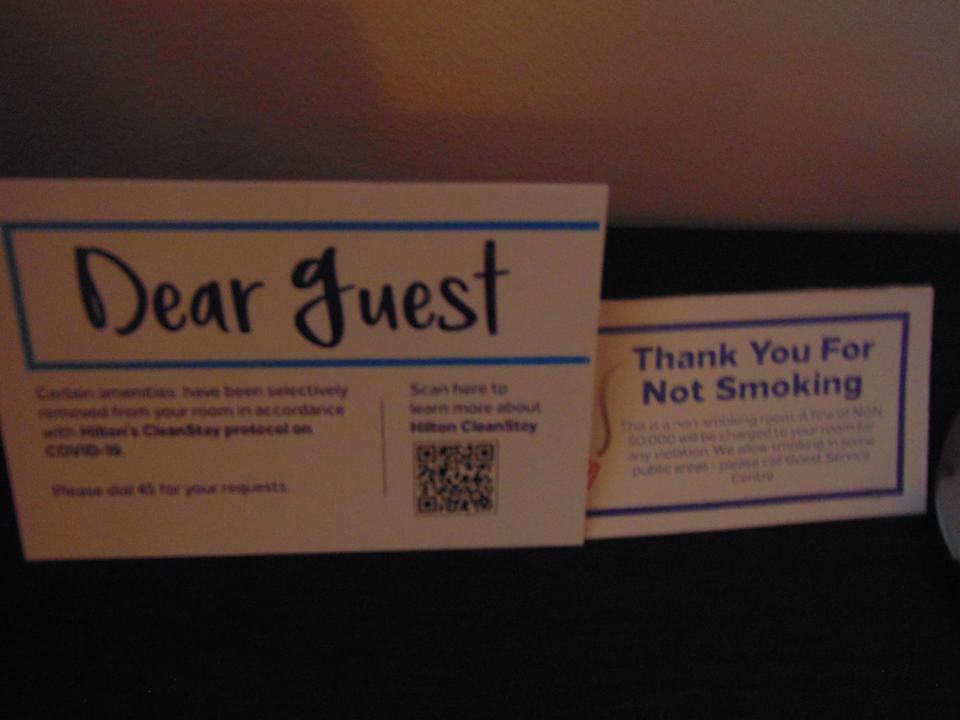 Dear guest
Certain amenities have been selectively
removed from your room in accordance
with Hilton's CleanStay protocol on
COVID-19.
Please dial 45 for your requests
Scan here to
learn more about
Hilton CleanStay
Thank You For
Not Smoking
This is a non-smoking room. A fine of NGN
50,000 will be charged to your room for
any violation. We allow smoking in some
public areas - please call Guest Service
Centre